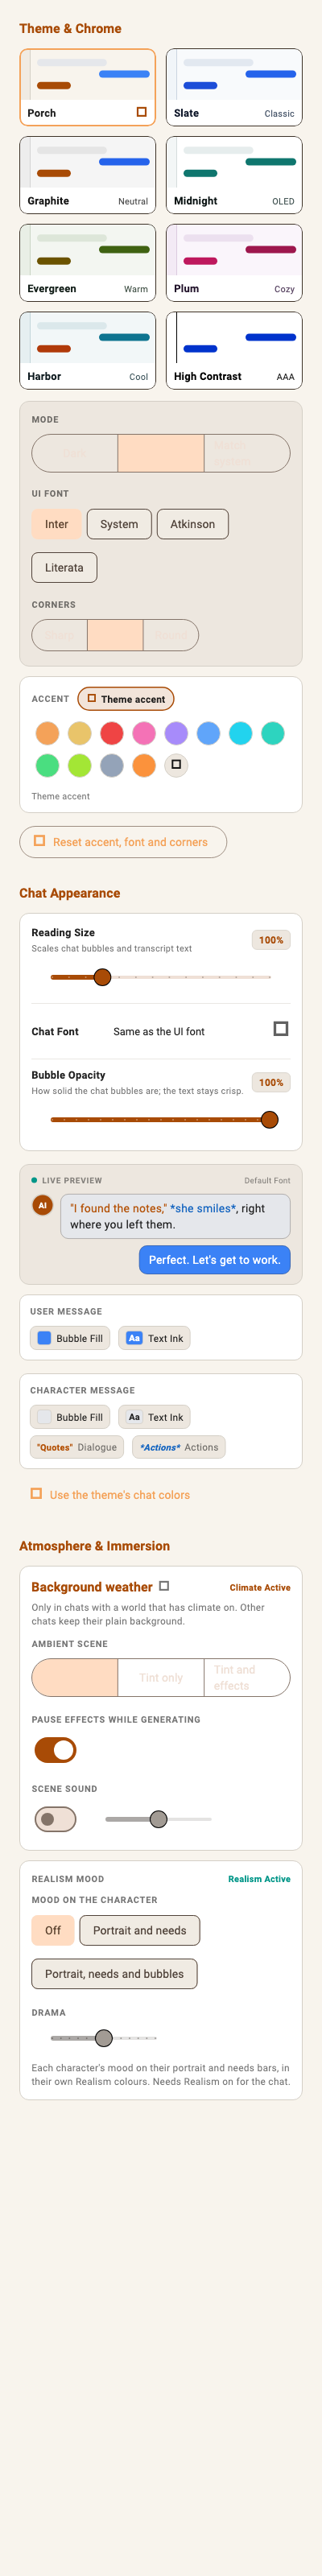 Theme & Chrome
Porch
Slate Classic
Graphite Neutral
Midnight OLED
Evergreen Warm
Plum Cozy
Harbor Cool
High Contrast AAA
MODE
UI FONT
Inter System Atkinson
Literata
CORNERS
ACCENT Theme accent
Theme accent
Reset accent, font and corners
Chat Appearance
Reading Size
Scales chat bubbles and transcript text
100%
Chat Font Same as the UI font
Bubble Opacity
How solid the chat bubbles are; the text stays crisp.
100%
LIVE PREVIEW Default Font
AI
"I found the notes," *she smiles*, right
where you left them.
Perfect. Let's get to work.
USER MESSAGE
Bubble Fill Aa Text Ink
CHARACTER MESSAGE
Bubble Fill Aa Text Ink
"Quotes" Dialogue *Actions* Actions
Use the theme's chat colors
Atmosphere & Immersion
Background weather Climate Active
Only in chats with a world that has climate on. Other
chats keep their plain background.
AMBIENT SCENE
Tint only
Tint and
effects
PAUSE EFFECTS WHILE GENERATING
SCENE SOUND
REALISM MOOD Realism Active
MOOD ON THE CHARACTER
Off Portrait and needs
Portrait, needs and bubbles
DRAMA
Each character's mood on their portrait and needs bars, in
their own Realism colours. Needs Realism on for the chat.